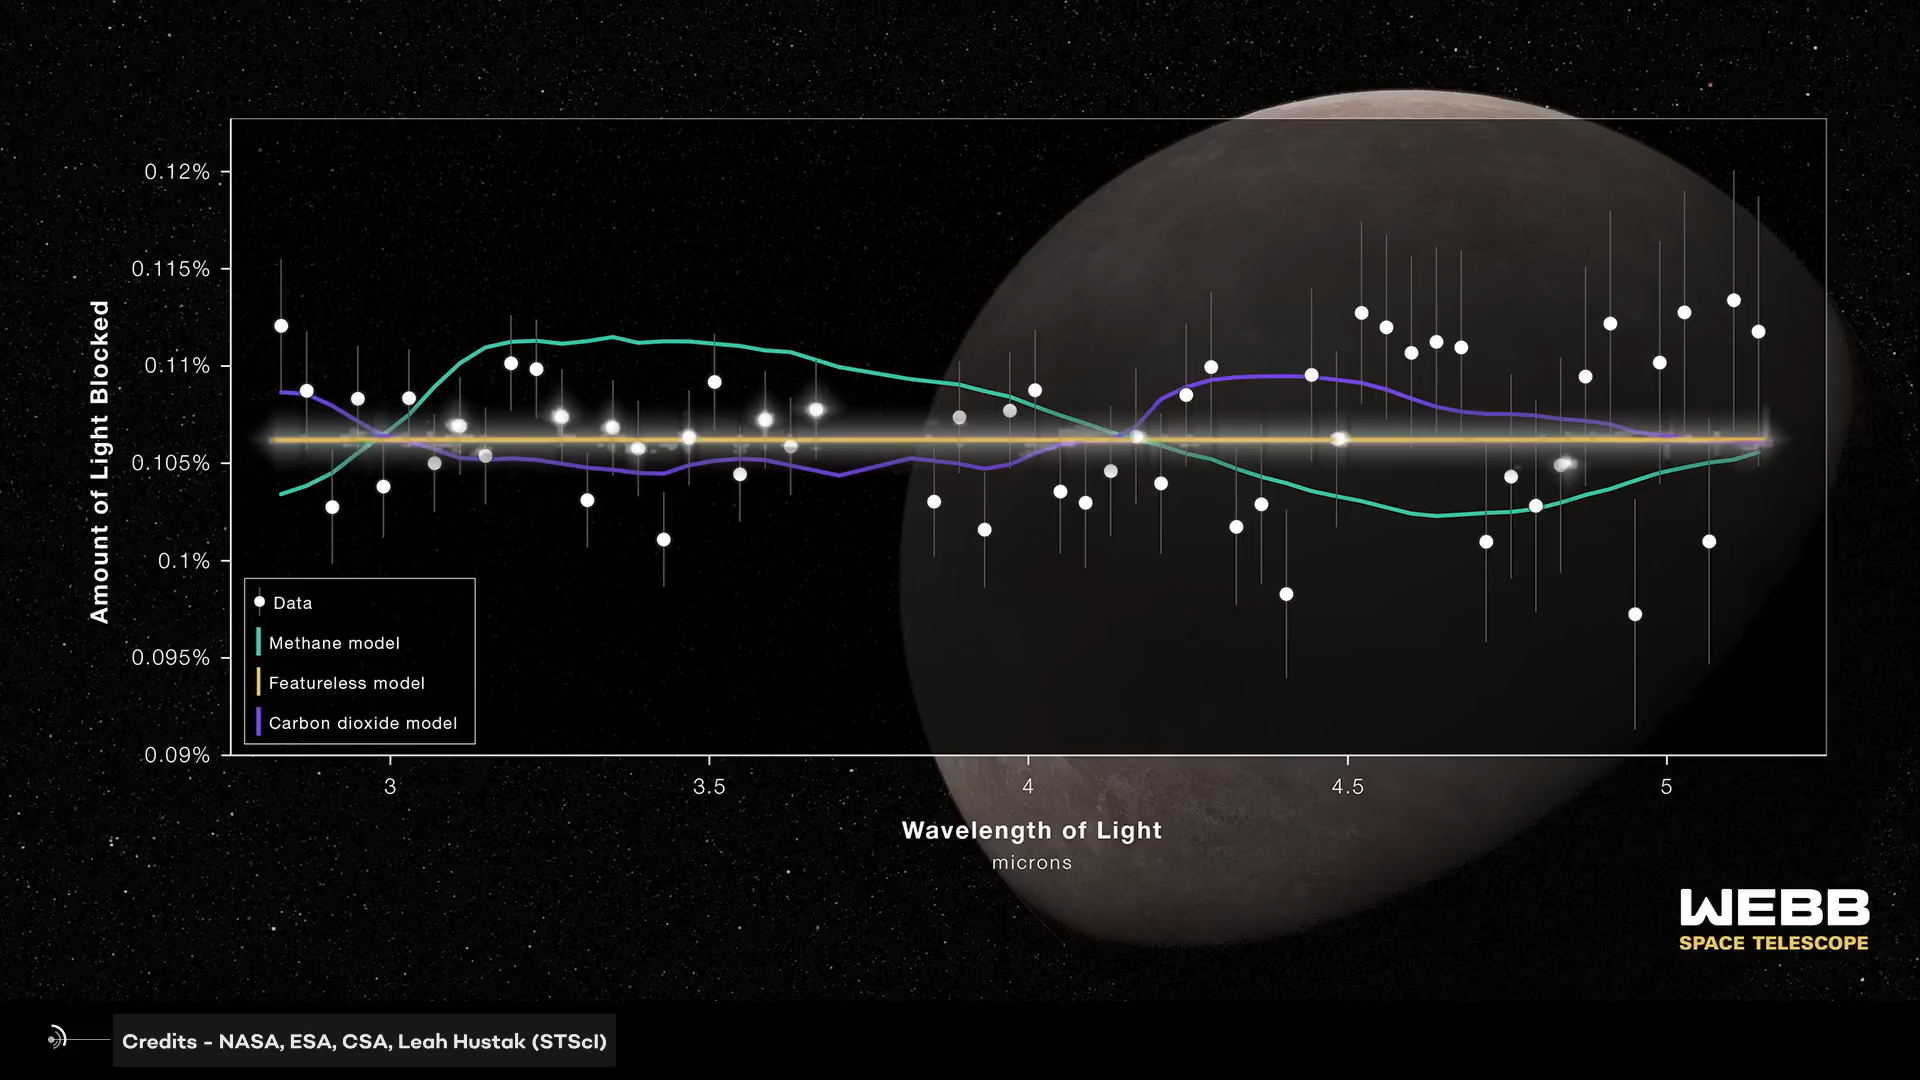 0.12%
0.115%
0.11%
0.105%
0.1%
0.095%
0.09%
Amount of Light Blocked
Data
Methane model
Featureless model
Carbon dioxide model
3
3.5
4
4.5
5
Wavelength of Light
microns
WEBB
SPACE TELESCOPE
Credits - NASA, ESA, CSA, Leah Hustak (STScI)